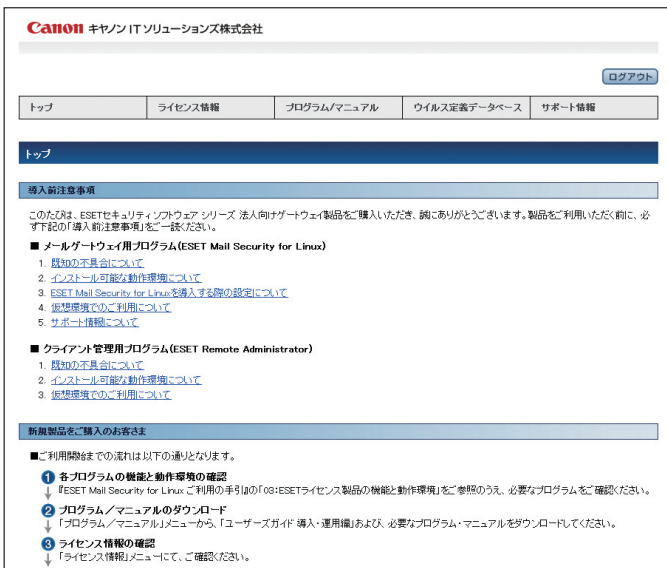 Canon キヤノン ITソリューションズ株式会社
ログアウト
トップ ライセンス情報 プログラム/マニュアル ウイルス定義データベース サポート情報
トップ
導入前注意事項
このたびは、ESETセキュリティ ソフトウェア シリーズ 法人向けゲートウェイ製品をご購入いただき、誠にありがとうございます。製品をご利用いただく前に、必
ず下記の「導入前注意事項」をご一読ください。
■ メールゲートウェイ用プログラム(ESET Mail Security for Linux)
1. 既知の不具合について
2. インストール可能な動作環境について
3. ESET Mail Security for Linuxを導入する際の設定について
4. 仮想環境でのご利用について
5. サポート情報について
■ クライアント管理用プログラム(ESET Remote Administrator)
1. 既知の不具合について
2. インストール可能な動作環境について
3. 仮想環境でのご利用について
新規製品をご購入のお客さま
■ご利用開始までの流れは以下の通りとなります。
1 各プログラムの機能と動作環境の確認
↓ 『ESET Mail Security for Linux ご利用の手引』の「03:ESETライセンス製品の機能と動作環境」をご参照のうえ、必要なプログラムをご確認ください。
2 プログラム／マニュアルのダウンロード
↓ 「プログラム／マニュアル」メニューから、「ユーザーズガイド 導入・運用編」および、必要なプログラム・マニュアルをダウンロードしてください。
3 ライセンス情報の確認
↓ 「ライセンス情報」メニューにて、ご確認ください。